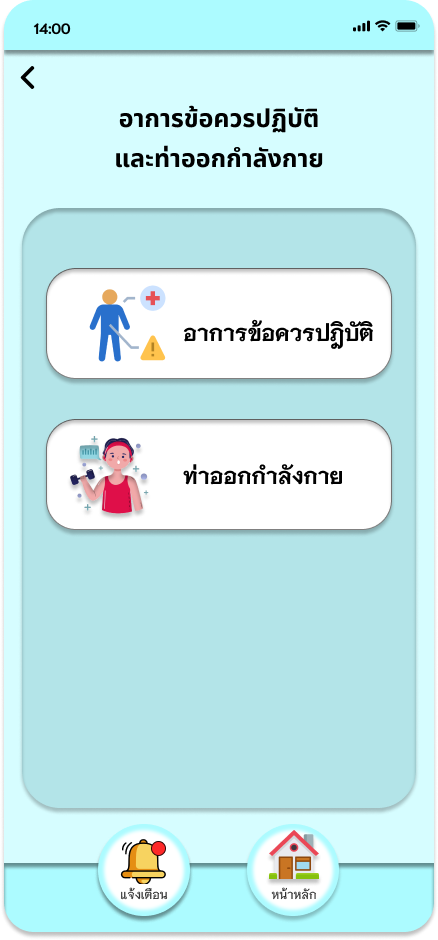 14:00
อาการข้อควรปฏิบัติ
และท่าออกกำลังกาย
อาการข้อควรปฎิบัติ
ท่าออกกำลังกาย
แจ้งเตือน
หน้าหลัก